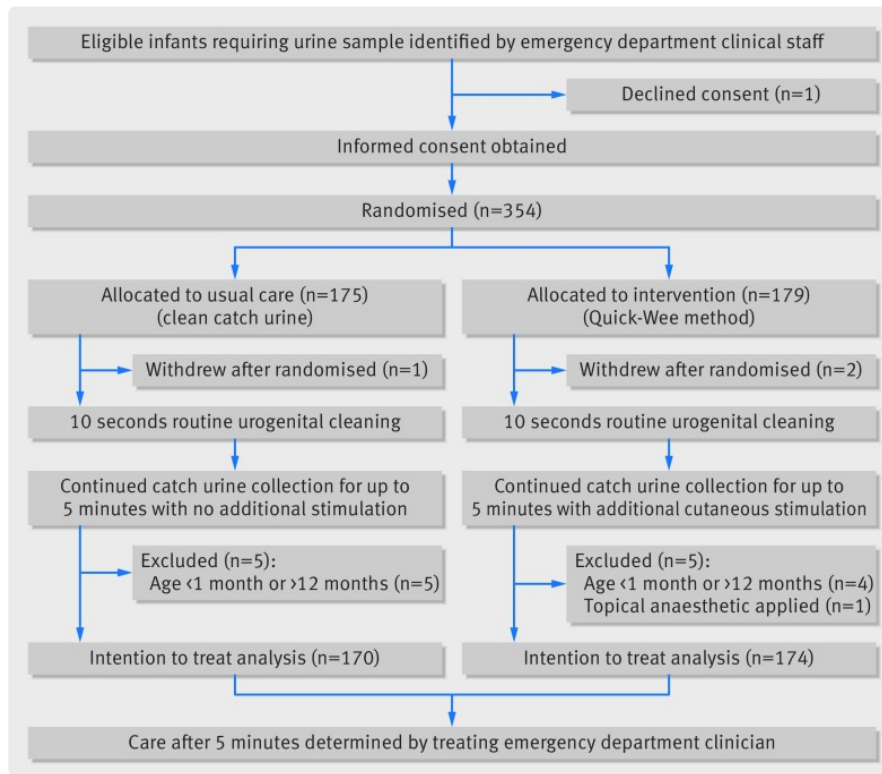 Eligible infants requiring urine sample identified by emergency department clinical staff
Declined consent (n=1)
Informed consent obtained
Randomised (n=354)
Allocated to usual care (n=175)
(clean catch urine)
Allocated to intervention (n=179)
(Quick-Wee method)
Withdrew after randomised (n=1)
Withdrew after randomised (n=2)
10 seconds routine urogenital cleaning
10 seconds routine urogenital cleaning
Continued catch urine collection for up to
5 minutes with no additional stimulation
Continued catch urine collection for up to
5 minutes with additional cutaneous stimulation
Excluded (n=5):
Age <1 month or >12 months (n=5)
Excluded (n=5):
Age <1 month or >12 months (n=4)
Topical anaesthetic applied (n=1)
Intention to treat analysis (n=170)
Intention to treat analysis (n=174)
Care after 5 minutes determined by treating emergency department clinician